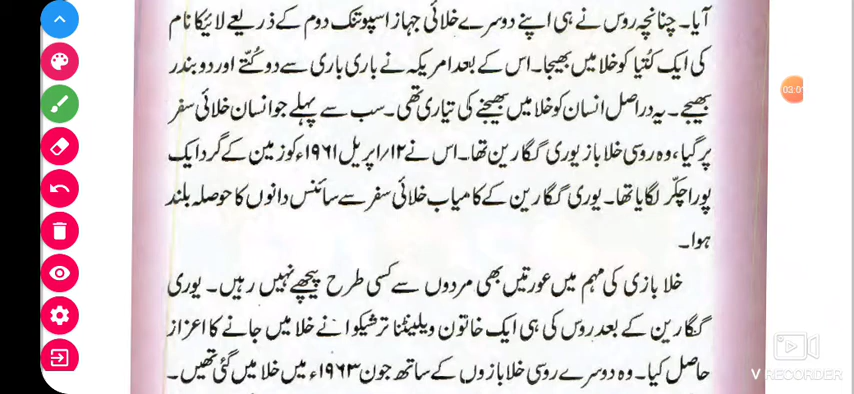 آیا۔ چنانچہ روس نے ہی اپنے دوسرے خلائی جہاز اسپوتنک دوم کے ذریعے لائیکا نام
کی ایک کُتیا کو خلا میں بھیجا۔ اس کے بعد امریکہ نے باری باری سے دو کُتّے اور دو بندر
بھیجے۔ یہ دراصل انسان کو خلا میں بھیجنے کی تیاری تھی۔ سب سے پہلے جو انسان خلائی سفر
پر گیا، وہ روسی خلا باز یوری گگارین تھا۔ اس نے ۱۲/اپریل ۱۹۶۱ء کو زمین کے گرد ایک
پورا چکّر لگایا تھا۔ یوری گگارین کے کامیاب خلائی سفر سے سائنس دانوں کا حوصلہ بلند
ہوا۔
خلا بازی کی مہم میں عورتیں بھی مردوں سے کسی طرح پیچھے نہیں رہیں۔ یوری
گگارین کے بعد روس کی ہی ایک خاتون ویلینٹنا ترشیکوا نے خلا میں جانے کا اعزاز
حاصل کیا۔ وہ دوسرے روسی خلا بازوں کے ساتھ جون ۱۹۶۳ء میں خلا میں گئی تھیں۔
03:01
V RECORDER